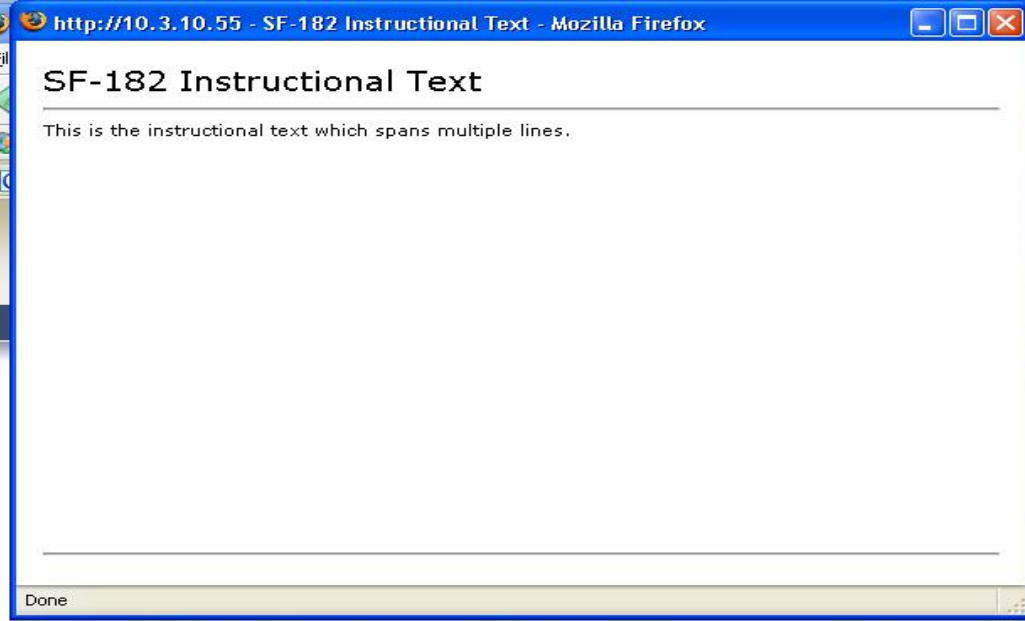 http://10.3.10.55 - SF-182 Instructional Text - Mozilla Firefox
SF-182 Instructional Text
This is the instructional text which spans multiple lines.
Done